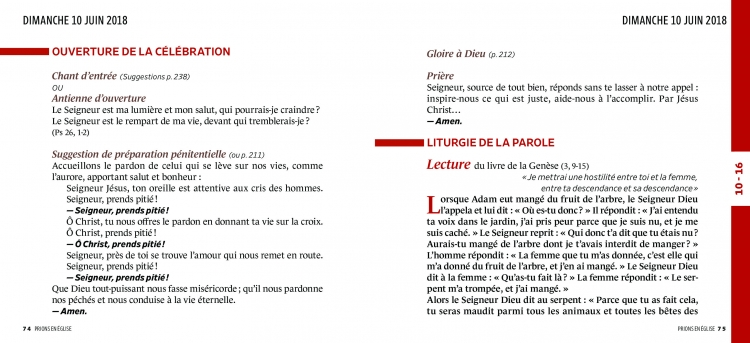 DIMANCHE 10 JUIN 2018
OUVERTURE DE LA CÉLÉBRATION
Chant d'entrée (Suggestions p. 238)
OU
Antienne d'ouverture
Le Seigneur est ma lumière et mon salut, qui pourrais-je craindre ?
Le Seigneur est le rempart de ma vie, devant qui tremblerais-je ?
(Ps 26, 1-2)
Suggestion de préparation pénitentielle (ou p. 211)
Accueillons le pardon de celui qui se lève sur nos vies, comme
l'aurore, apportant salut et bonheur :
Seigneur Jésus, ton oreille est attentive aux cris des hommes.
Seigneur, prends pitié !
— Seigneur, prends pitié !
Ô Christ, tu nous offres le pardon en donnant ta vie sur la croix.
Ô Christ, prends pitié !
— Ô Christ, prends pitié !
Seigneur, près de toi se trouve l'amour qui nous remet en route.
Seigneur, prends pitié !
— Seigneur, prends pitié !
Que Dieu tout-puissant nous fasse miséricorde ; qu'il nous pardonne
nos péchés et nous conduise à la vie éternelle.
— Amen.
74 PRIONS EN ÉGLISE
DIMANCHE 10 JUIN 2018
Gloire à Dieu (p. 212)
Prière
Seigneur, source de tout bien, réponds sans te lasser à notre appel :
inspire-nous ce qui est juste, aide-nous à l'accomplir. Par Jésus
Christ…
— Amen.
LITURGIE DE LA PAROLE
Lecture du livre de la Genèse (3, 9-15)
« Je mettrai une hostilité entre toi et la femme,
entre ta descendance et sa descendance »
Lorsque Adam eut mangé du fruit de l'arbre, le Seigneur Dieu
l'appela et lui dit : « Où es-tu donc ? » Il répondit : « J'ai entendu
ta voix dans le jardin, j'ai pris peur parce que je suis nu, et je me
suis caché. » Le Seigneur reprit : « Qui donc t'a dit que tu étais nu ?
Aurais-tu mangé de l'arbre dont je t'avais interdit de manger ? »
L'homme répondit : « La femme que tu m'as donnée, c'est elle qui
m'a donné du fruit de l'arbre, et j'en ai mangé. » Le Seigneur Dieu
dit à la femme : « Qu'as-tu fait là ? » La femme répondit : « Le ser-
pent m'a trompée, et j'ai mangé. »
Alors le Seigneur Dieu dit au serpent : « Parce que tu as fait cela,
tu seras maudit parmi tous les animaux et toutes les bêtes des
10 - 16
PRIONS EN ÉGLISE 75